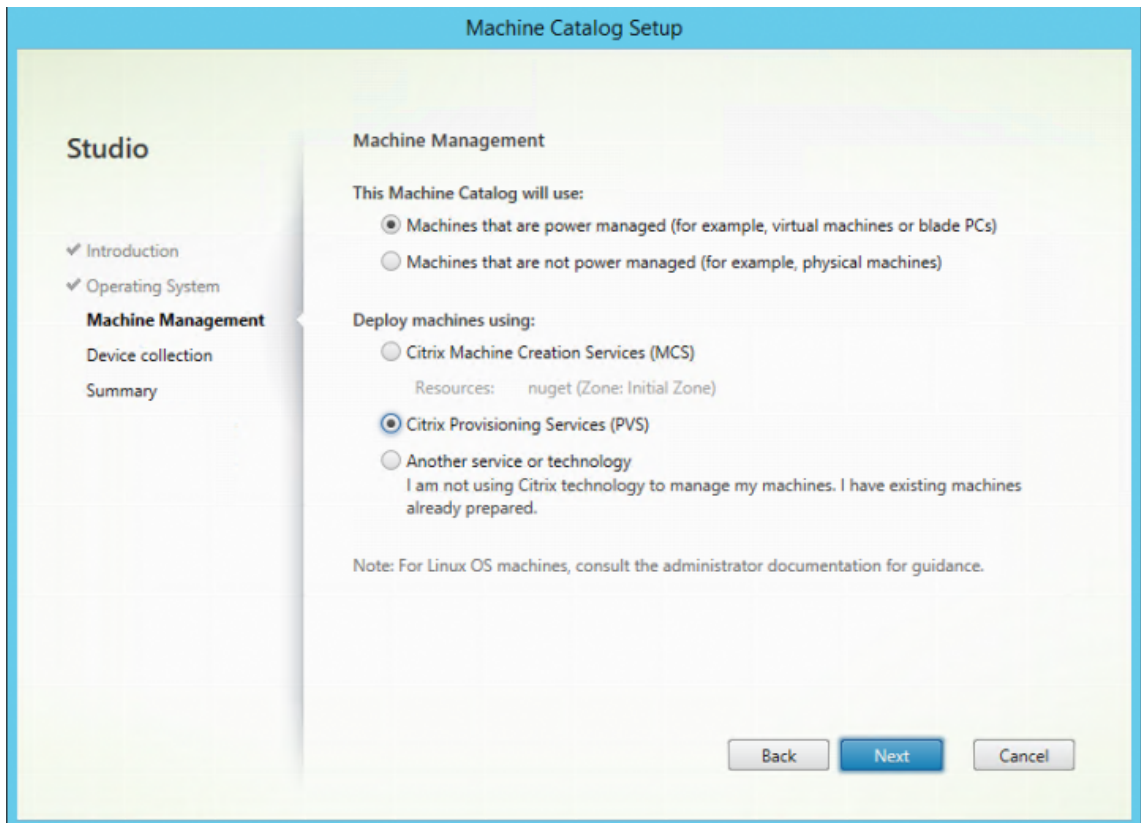 Machine Catalog Setup
Studio
Introduction
Operating System
Machine Management
Device collection
Summary
Machine Management
This Machine Catalog will use:
Machines that are power managed (for example, virtual machines or blade PCs)
Machines that are not power managed (for example, physical machines)
Deploy machines using:
Citrix Machine Creation Services (MCS)
Resources: nuget (Zone: Initial Zone)
Citrix Provisioning Services (PVS)
Another service or technology
I am not using Citrix technology to manage my machines. I have existing machines
already prepared.
Note: For Linux OS machines, consult the administrator documentation for guidance.
Back Next Cancel